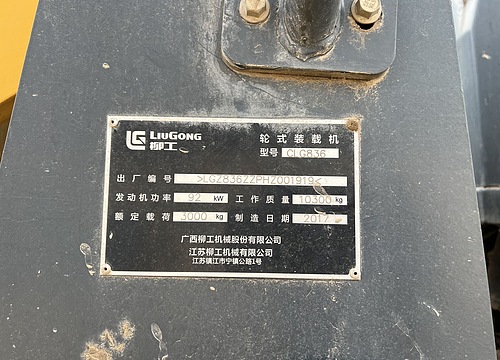 LiuGong
柳工
轮式装载机
型号 CLG836
出厂编号 >LGZ836ZZPHZ001919<
发动机功率 92 kW 工作质量 10300 kg
额定载荷 3000 kg 制造日期 2017
广西柳工机械股份有限公司
江苏柳工机械有限公司
江苏镇江市宁镇公路1号